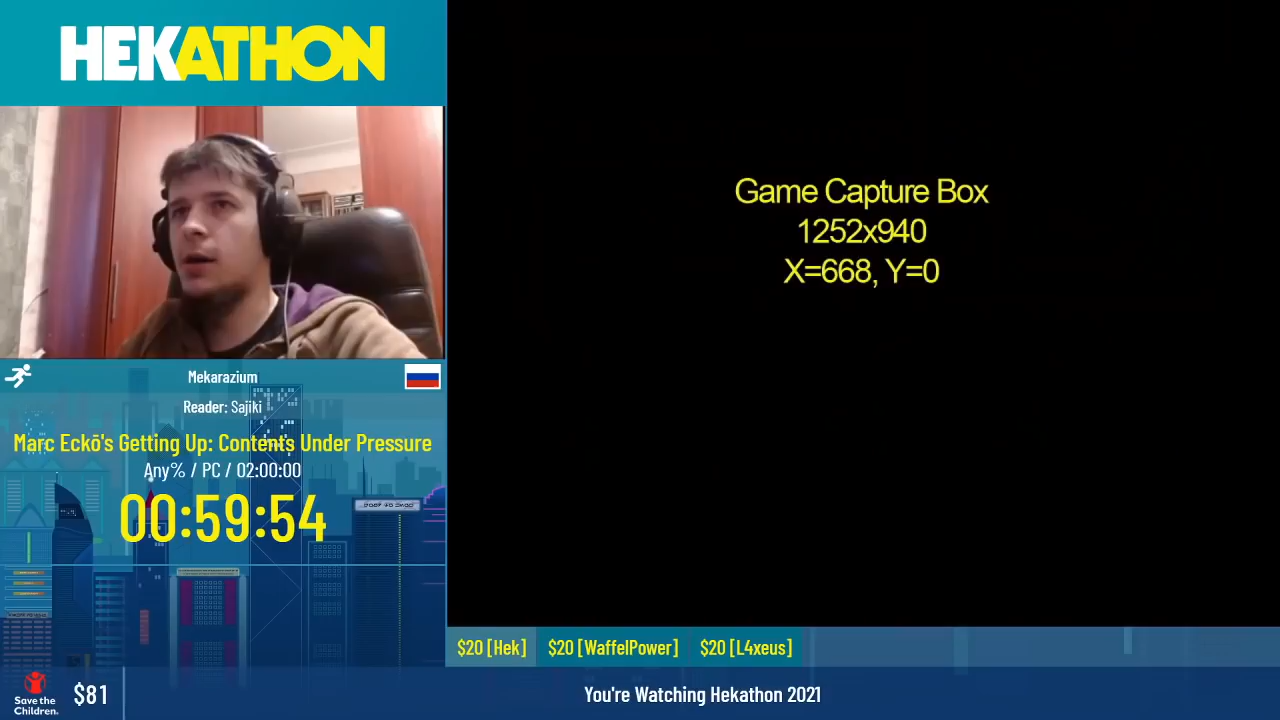 HEKATHON
Game Capture Box
1252x940
X=668, Y=0
Mekarazium
Reader: Sajiki
Marc Eckō's Getting Up: Contents Under Pressure
Any% / PC / 02:00:00
00:59:54
$20 [Hek] $20 [WaffelPower] $20 [L4xeus]
Save the
Children.
$81
You're Watching Hekathon 2021